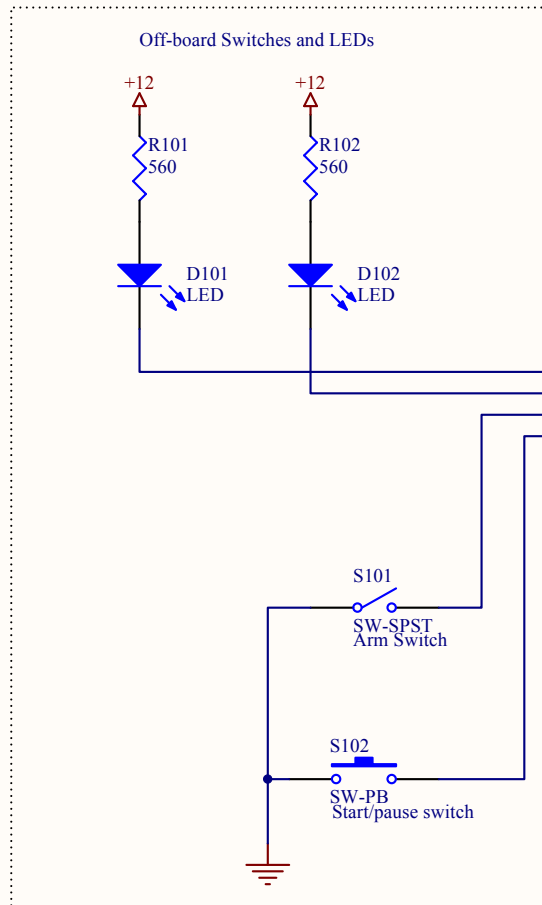 Off-board Switches and LEDs
+12
+12
R101
560
R102
560
D101
LED
D102
LED
S101
SW-SPST
Arm Switch
S102
SW-PB
Start/pause switch